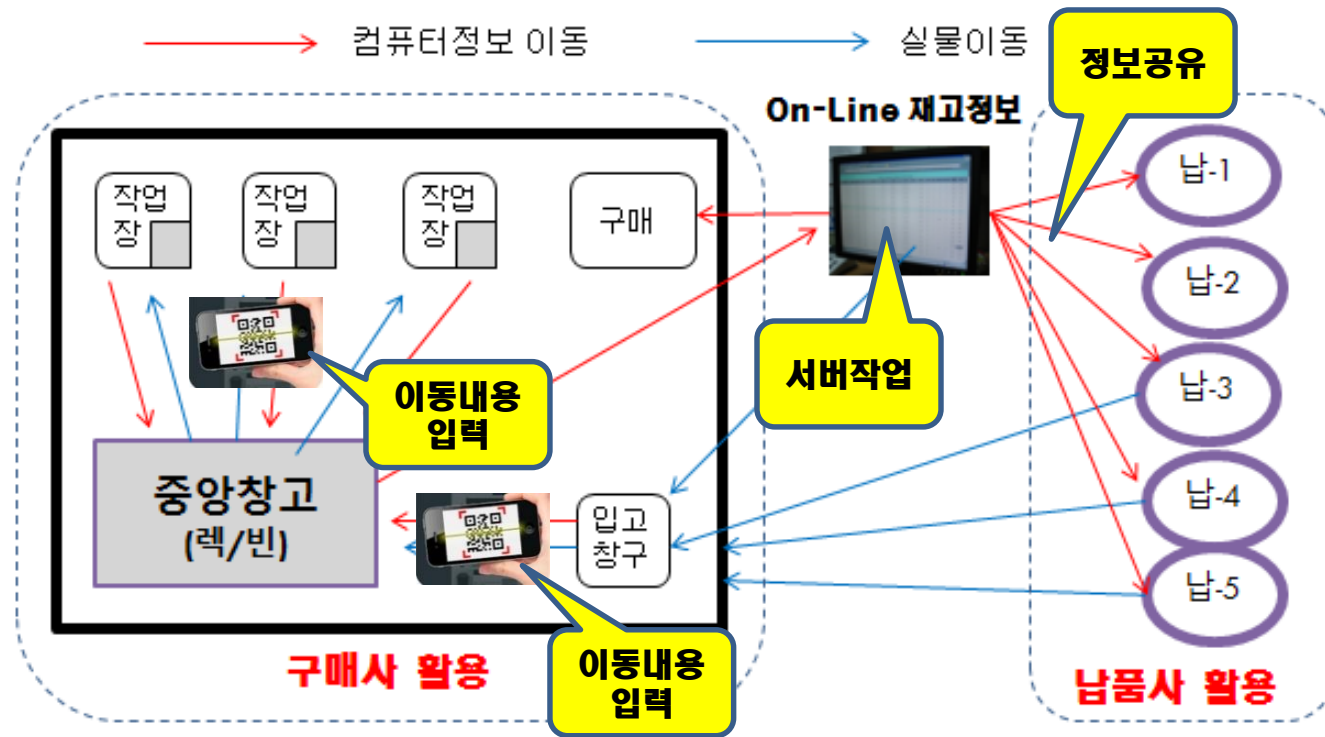 컴퓨터정보 이동
실물이동
정보공유
On-Line 재고정보
작업
장
작업
장
작업
장
구매
납-1
납-2
서버작업
납-3
이동내용
입력
중앙창고
(렉/빈)
입고
창구
납-4
납-5
이동내용
입력
구매사 활용
납품사 활용